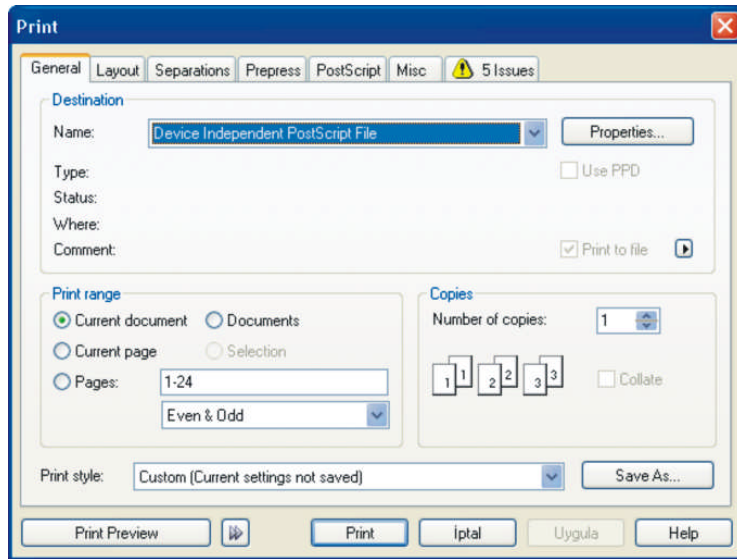 Print
General Layout Separations Prepress PostScript Misc 5 Issues
Destination
Name: Device Independent PostScript File Properties...
Type: Use PPD
Status:
Where:
Comment: Print to file
Print range
Current document Documents
Current page Selection
Pages: 1-24
Even & Odd
Copies
Number of copies: 1
1 1 2 2 3 3 Collate
Print style: Custom (Current settings not saved) Save As...
Print Preview Print İptal Uygula Help